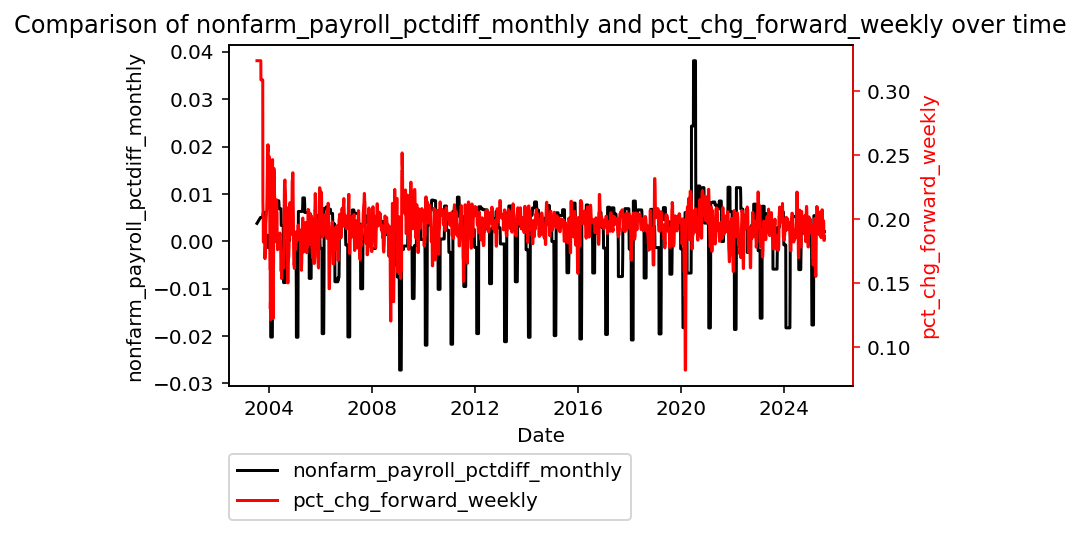 Comparison of nonfarm_payroll_pctdiff_monthly and pct_chg_forward_weekly over time
nonfarm_payroll_pctdiff_monthly
0.04
0.03
0.02
0.01
0.00
−0.01
−0.02
−0.03
0.30
0.25
0.20
0.15
0.10
pct_chg_forward_weekly
2004 2008 2012 2016 2020 2024
Date
nonfarm_payroll_pctdiff_monthly
pct_chg_forward_weekly